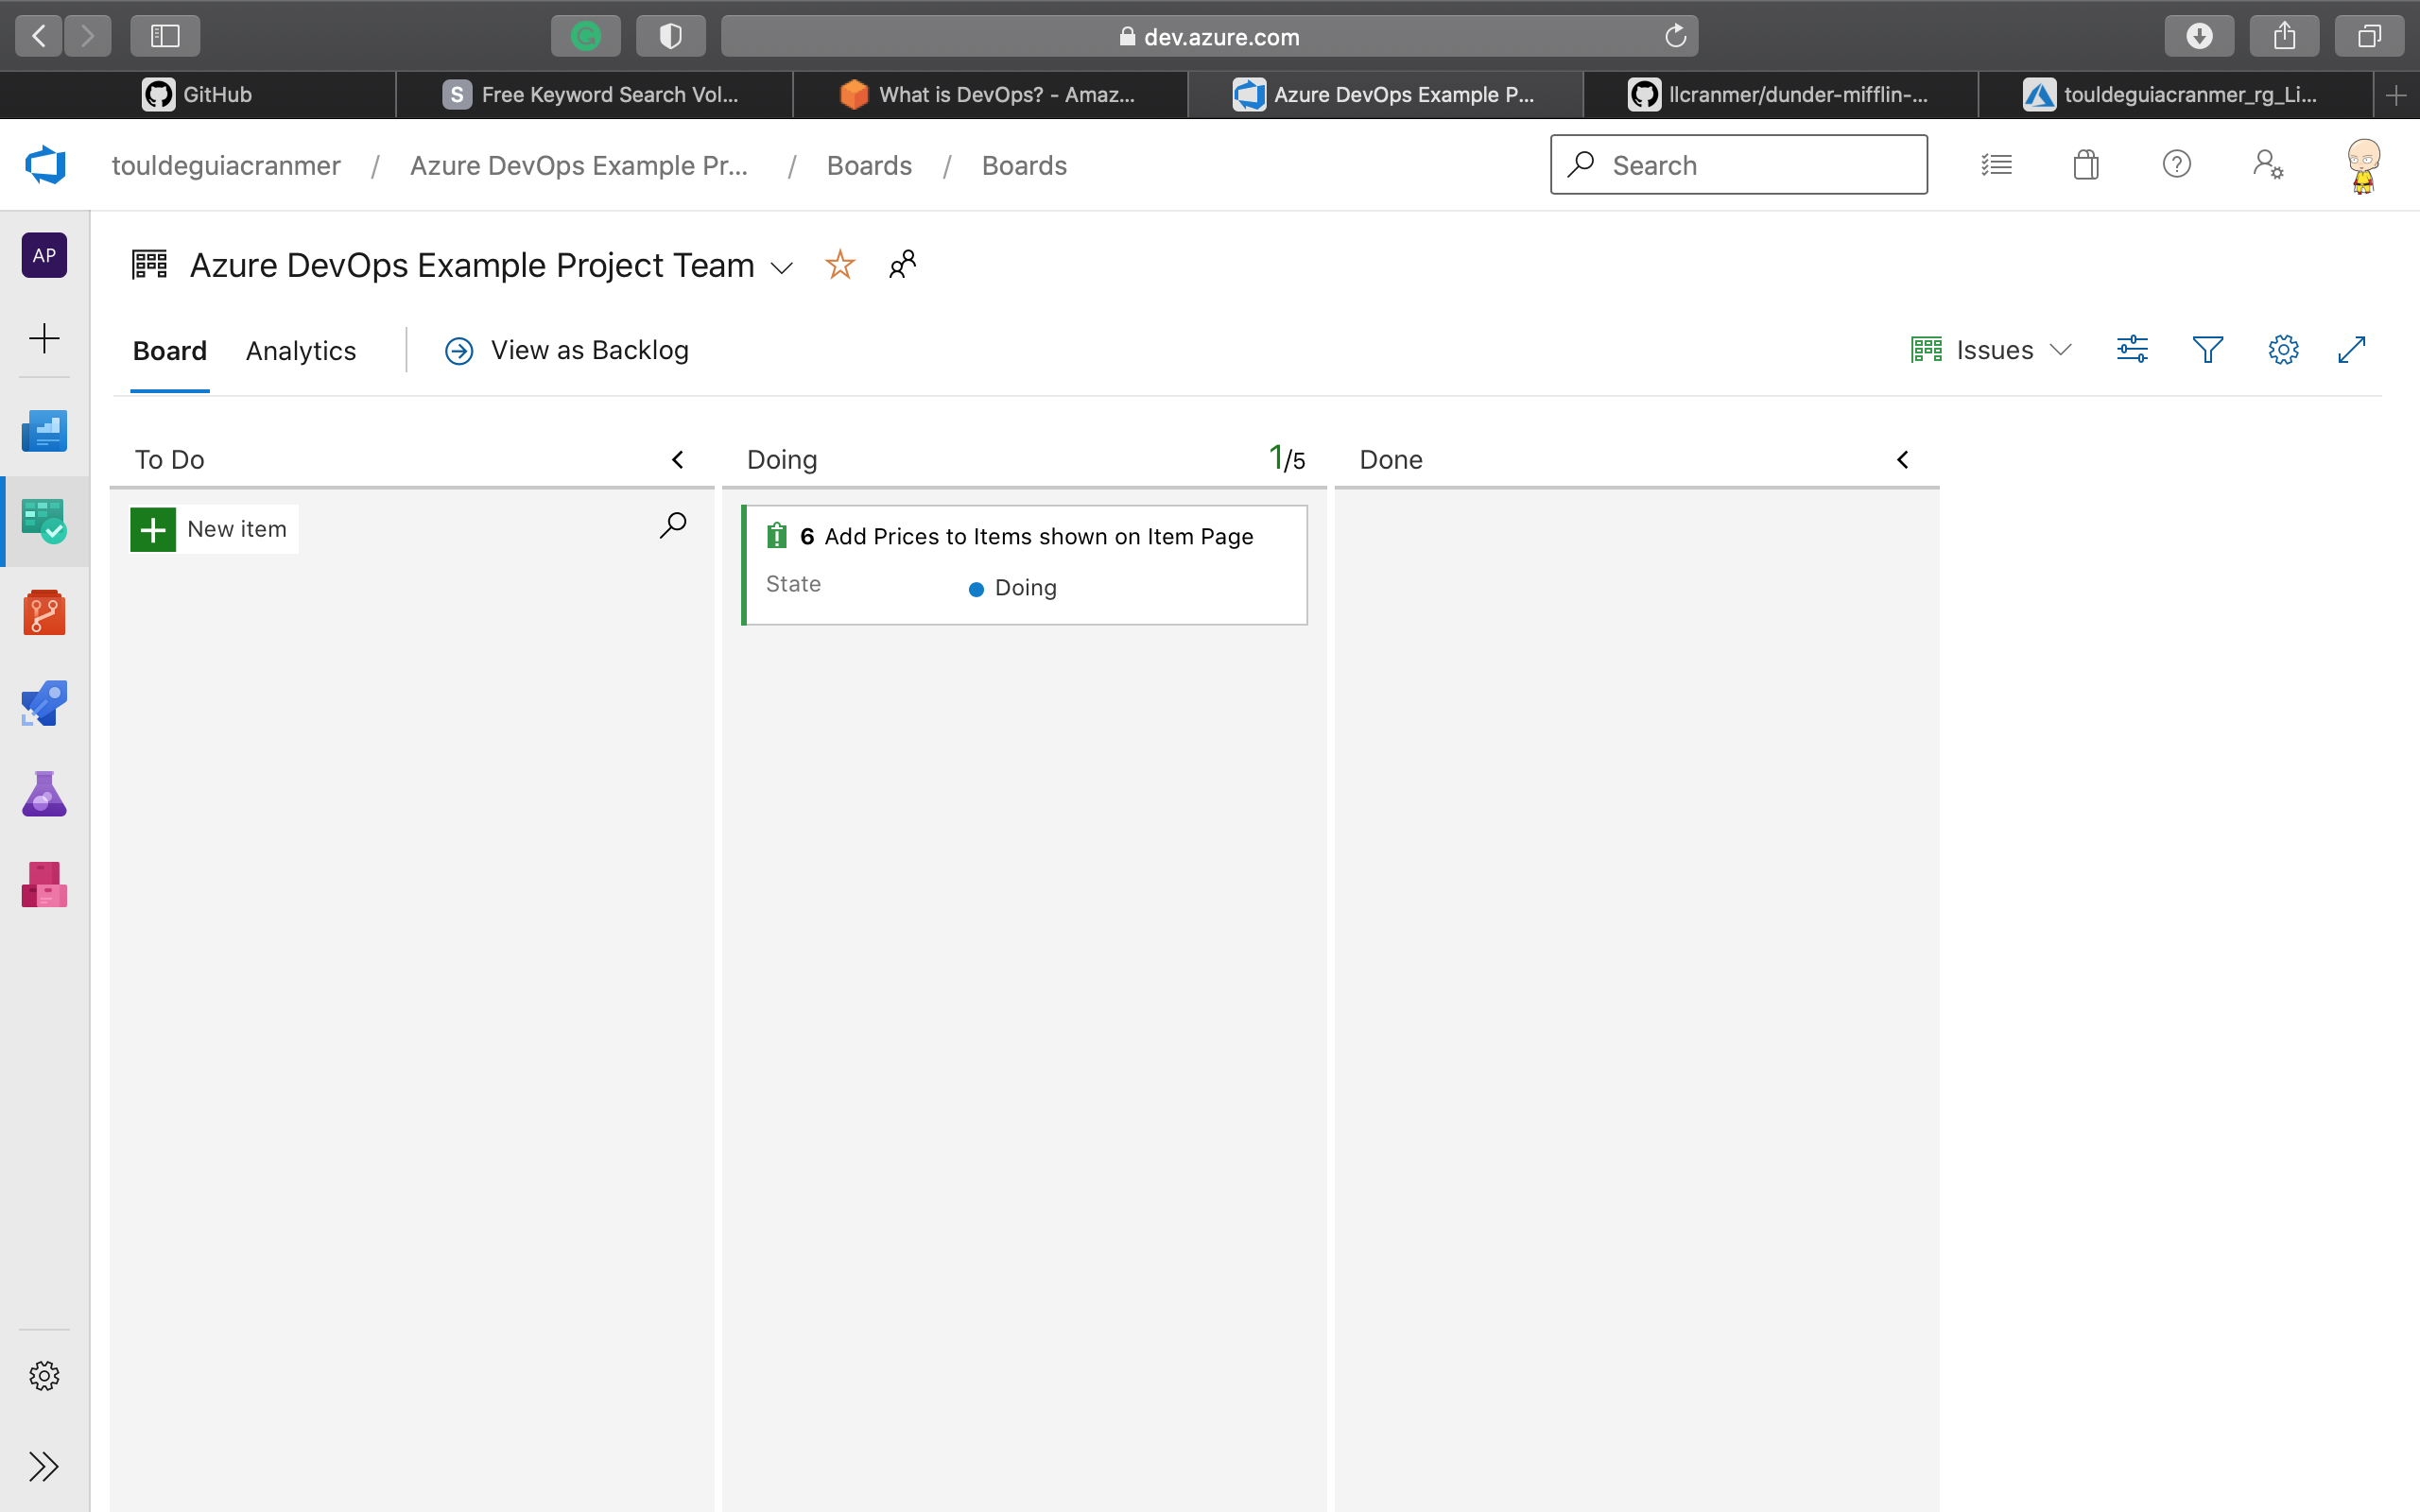 dev.azure.com
GitHub
S Free Keyword Search Vol...
What is DevOps? - Amaz...
Azure DevOps Example P...
llcranmer/dunder-mifflin-...
touldeguiacranmer_rg_Li...
touldeguiacranmer / Azure DevOps Example Pr... / Boards / Boards
Search
AP
Azure DevOps Example Project Team
Board
Analytics
View as Backlog
Issues
To Do
Doing
1/5
Done
New item
6 Add Prices to Items shown on Item Page
State
Doing